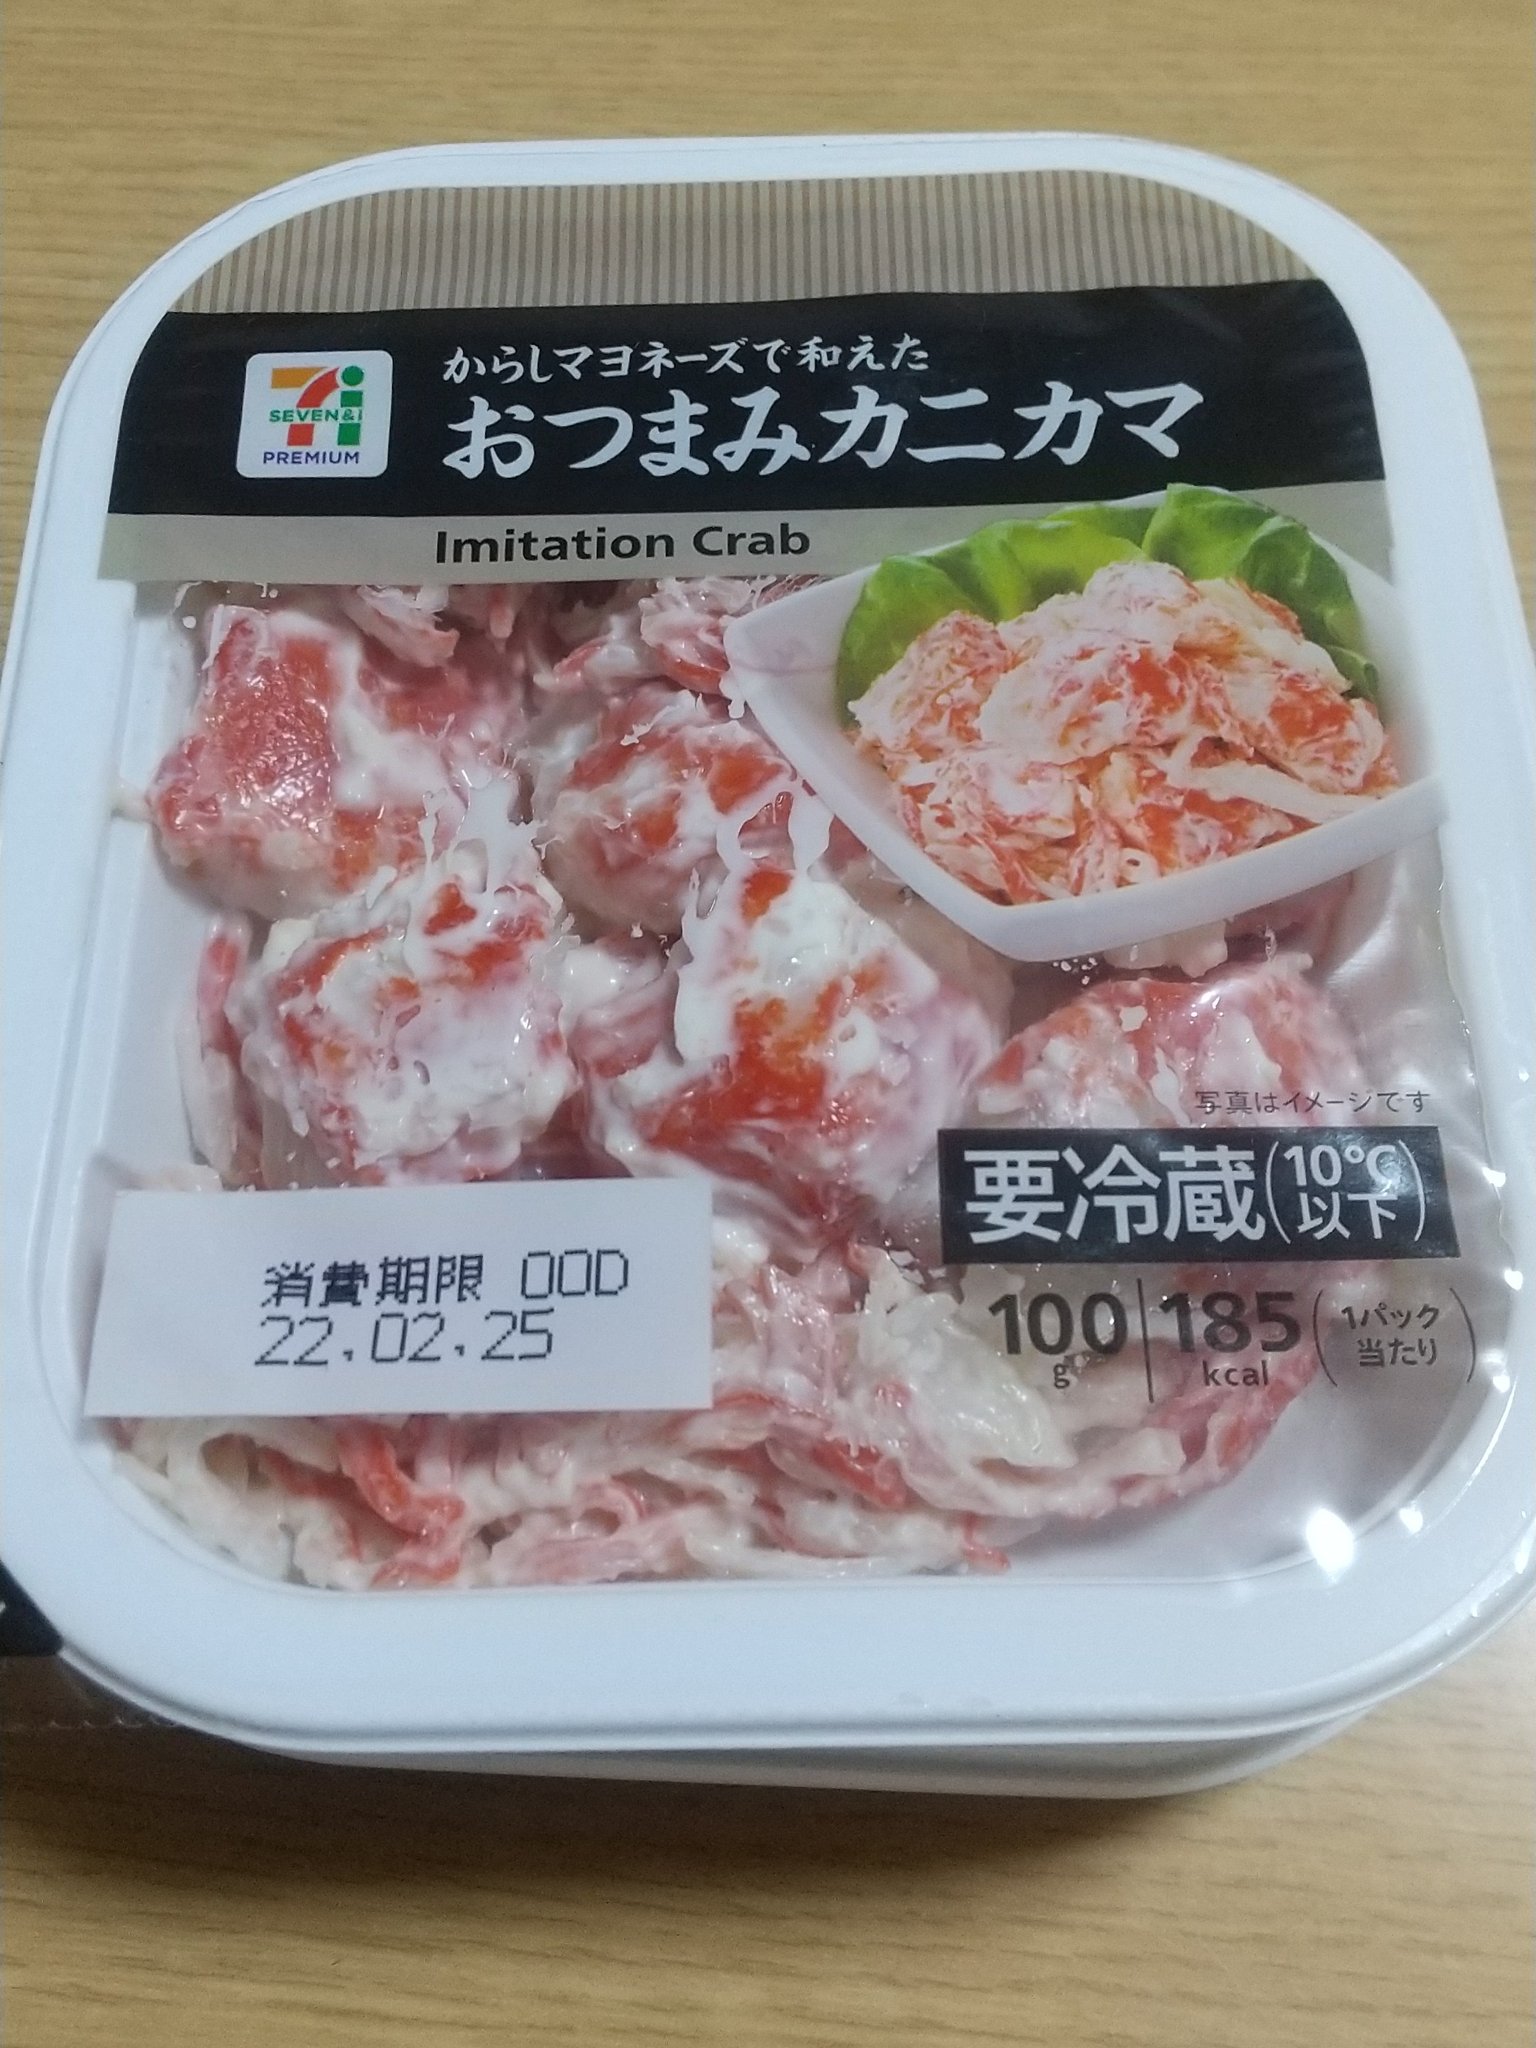 からしマヨネーズで和えた
おつまみカニカマ
SEVEN&i
PREMIUM
Imitation Crab
写真はイメージです
要冷蔵(10℃以下)
消費期限 00D
22.02.25
100g 185kcal (1パック当たり)